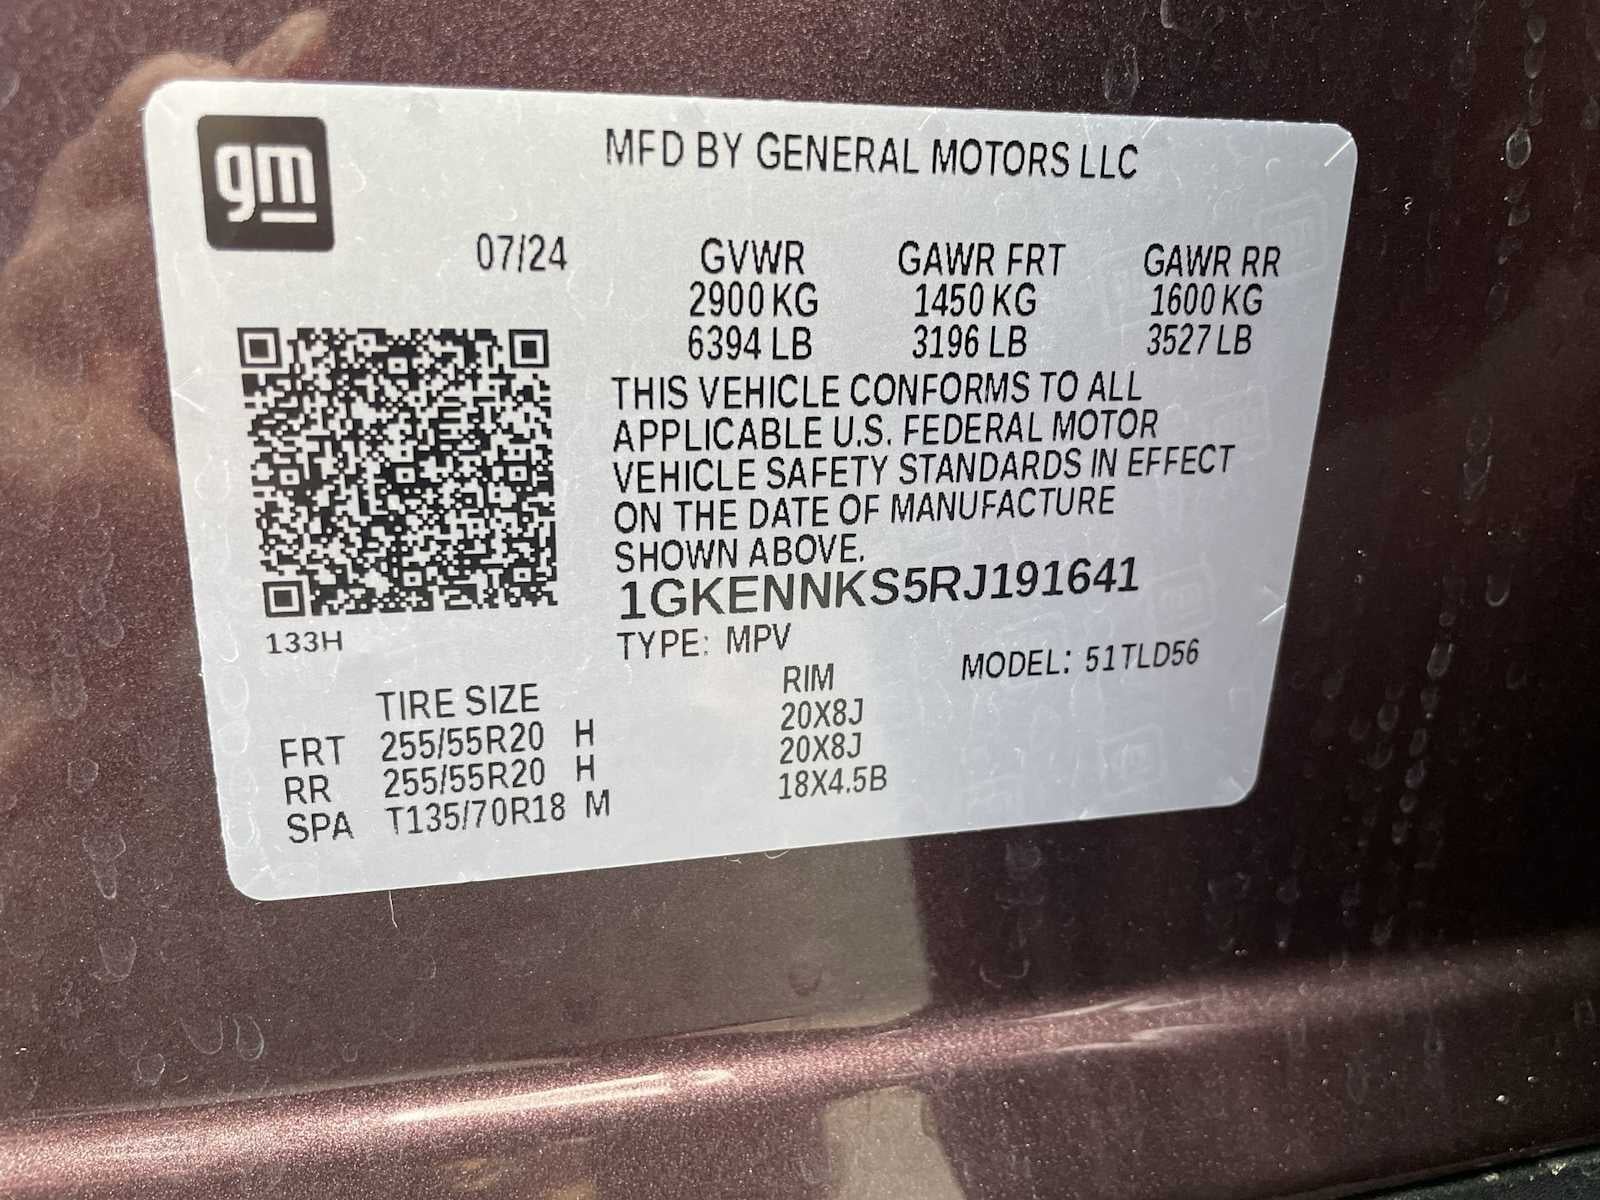 gm
MFD BY GENERAL MOTORS LLC
07/24
GVWR GAWR FRT GAWR RR
2900 KG 1450 KG 1600 KG
6394 LB 3196 LB 3527 LB
THIS VEHICLE CONFORMS TO ALL
APPLICABLE U.S. FEDERAL MOTOR
VEHICLE SAFETY STANDARDS IN EFFECT
ON THE DATE OF MANUFACTURE
SHOWN ABOVE.
1GKENNKS5RJ191641
133H
TYPE: MPV MODEL: 51TLD56
TIRE SIZE RIM
FRT 255/55R20 H 20X8J
RR 255/55R20 H 20X8J
SPA T135/70R18 M 18X4.5B